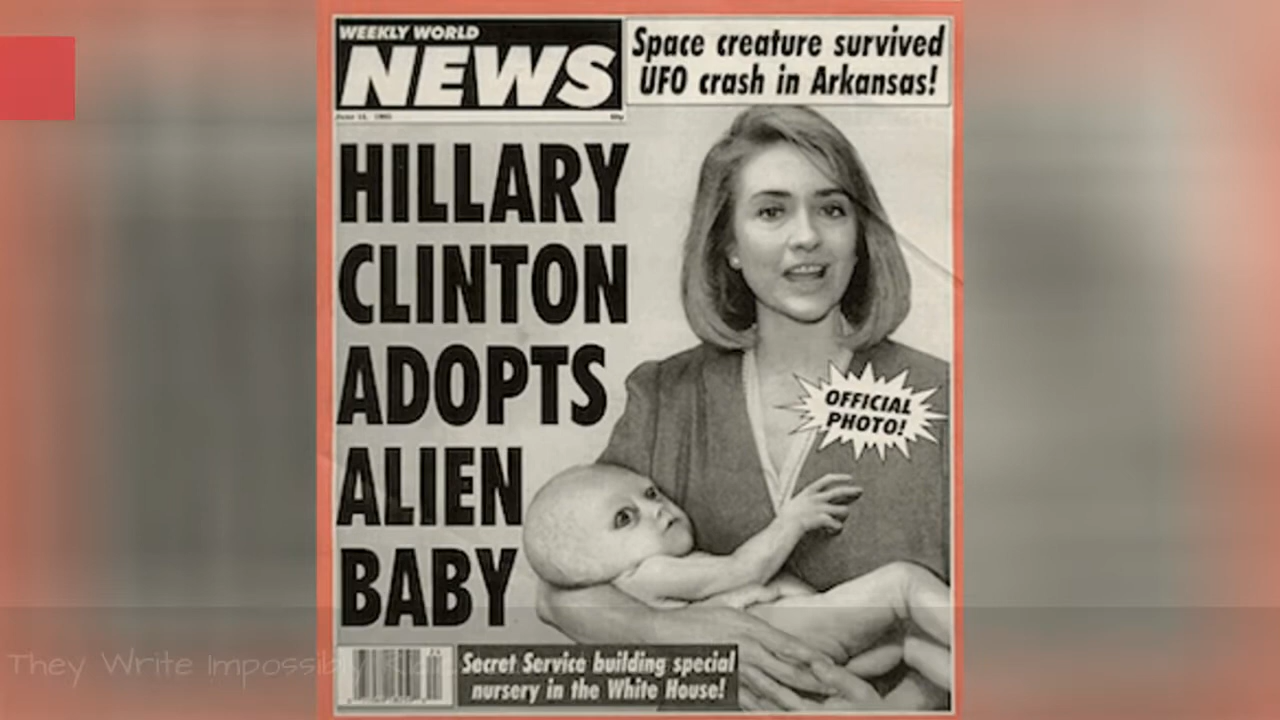 WEEKLY WORLD
NEWS
Space creature survived
UFO crash in Arkansas!
HILLARY
CLINTON
ADOPTS
ALIEN
BABY
OFFICIAL
PHOTO!
Secret Service building special
nursery in the White House!
They Write Impossibly